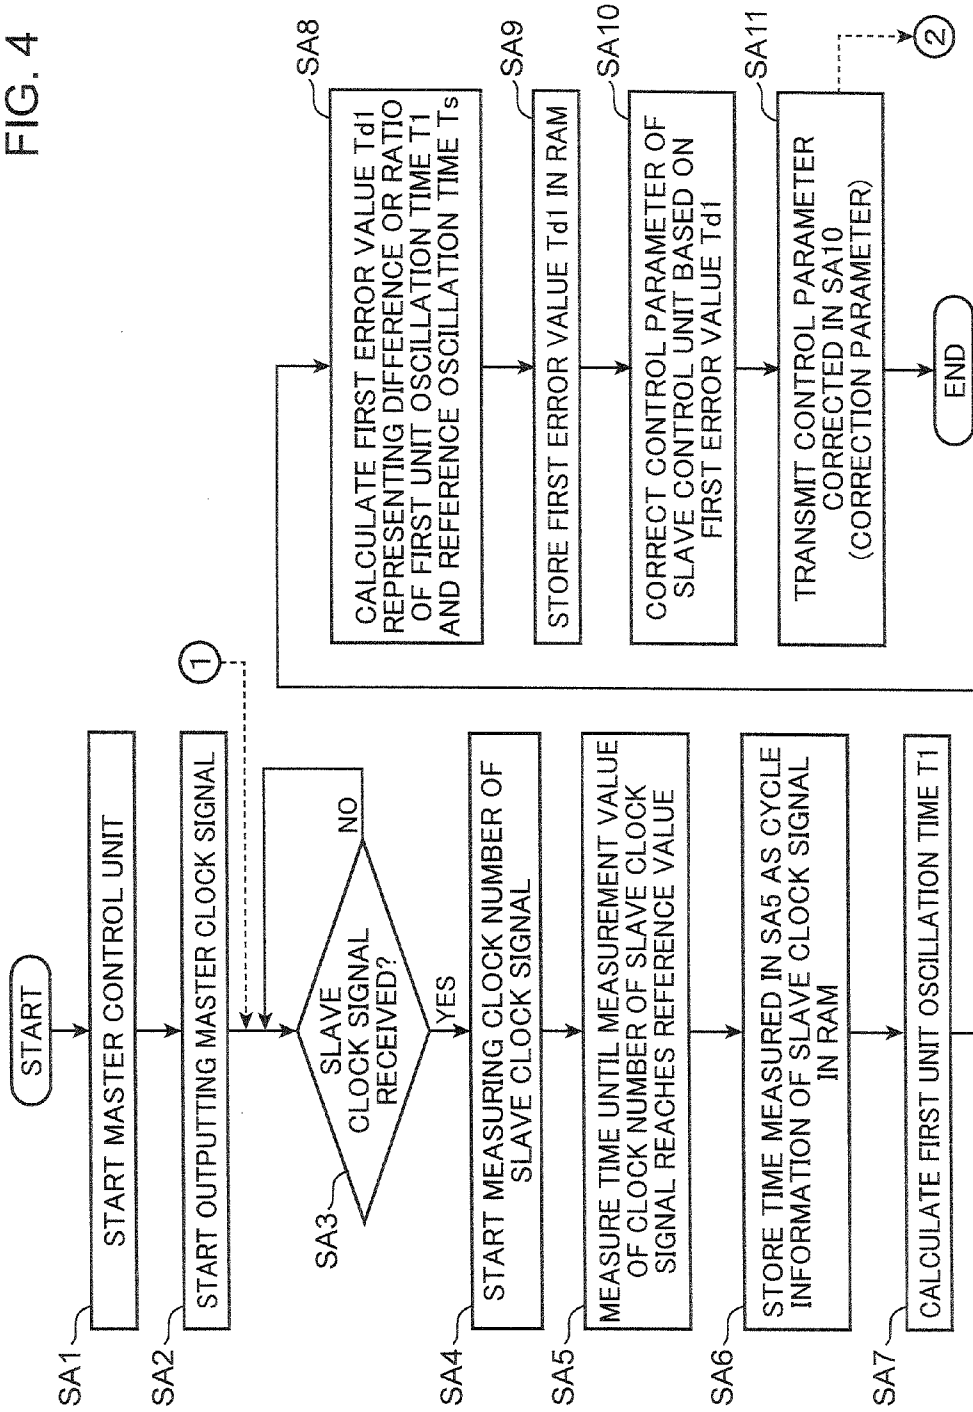 FIG. 4
START
SA1
START MASTER CONTROL UNIT
SA2
START OUTPUTTING MASTER CLOCK SIGNAL
1
SA3
SLAVE
CLOCK SIGNAL
RECEIVED?
NO
YES
SA4
START MEASURING CLOCK NUMBER OF
SLAVE CLOCK SIGNAL
SA5
MEASURE TIME UNTIL MEASUREMENT VALUE
OF CLOCK NUMBER OF SLAVE CLOCK
SIGNAL REACHES REFERENCE VALUE
SA6
STORE TIME MEASURED IN SA5 AS CYCLE
INFORMATION OF SLAVE CLOCK SIGNAL
IN RAM
SA7
CALCULATE FIRST UNIT OSCILLATION TIME T1
SA8
CALCULATE FIRST ERROR VALUE Td1
REPRESENTING DIFFERENCE OR RATIO
OF FIRST UNIT OSCILLATION TIME T1
AND REFERENCE OSCILLATION TIME Ts
SA9
STORE FIRST ERROR VALUE Td1 IN RAM
SA10
CORRECT CONTROL PARAMETER OF
SLAVE CONTROL UNIT BASED ON
FIRST ERROR VALUE Td1
SA11
TRANSMIT CONTROL PARAMETER
CORRECTED IN SA10
(CORRECTION PARAMETER)
2
END